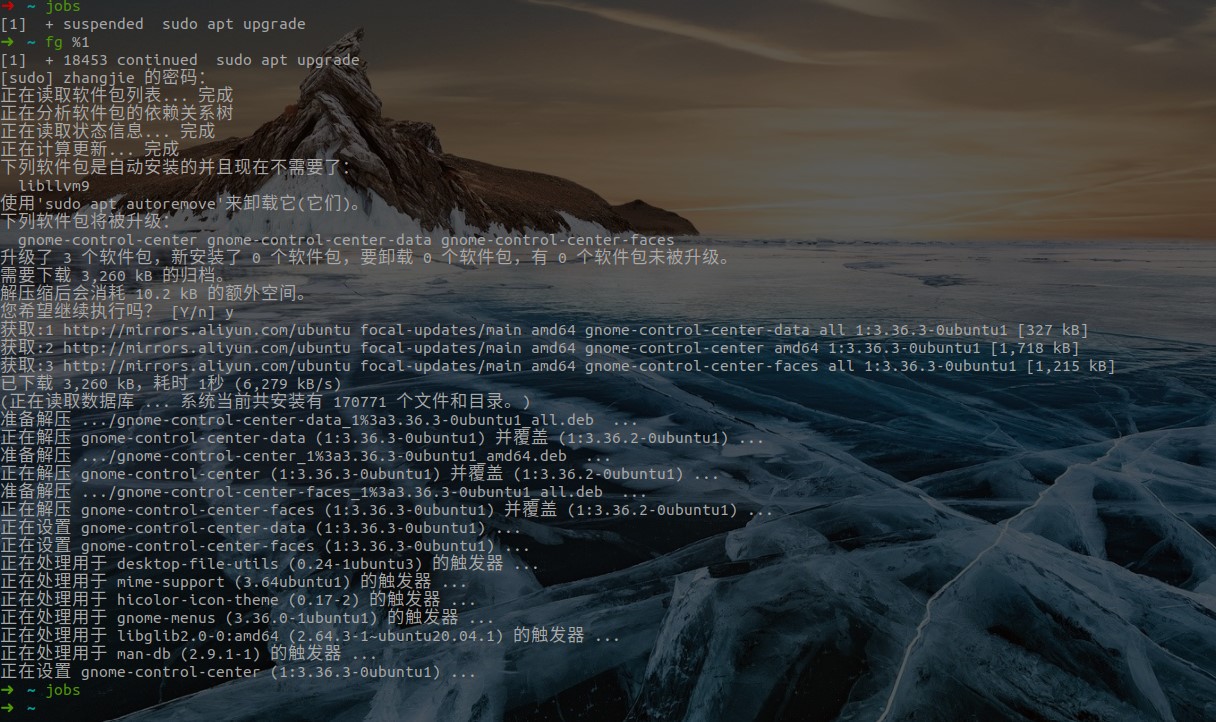 ➜ ~ jobs
[1]  + suspended  sudo apt upgrade
➜ ~ fg %1
[1]  + 18453 continued  sudo apt upgrade
[sudo] zhangjie 的密码：
正在读取软件包列表... 完成
正在分析软件包的依赖关系树
正在读取状态信息... 完成
正在计算更新... 完成
下列软件包是自动安装的并且现在不需要了：
  libllvm9
使用'sudo apt autoremove'来卸载它(它们)。
下列软件包将被升级：
  gnome-control-center gnome-control-center-data gnome-control-center-faces
升级了 3 个软件包，新安装了 0 个软件包，要卸载 0 个软件包，有 0 个软件包未被升级。
需要下载 3,260 kB 的归档。
解压缩后会消耗 10.2 kB 的额外空间。
您希望继续执行吗？ [Y/n] y
获取:1 http://mirrors.aliyun.com/ubuntu focal-updates/main amd64 gnome-control-center-data all 1:3.36.3-0ubuntu1 [327 kB]
获取:2 http://mirrors.aliyun.com/ubuntu focal-updates/main amd64 gnome-control-center amd64 1:3.36.3-0ubuntu1 [1,718 kB]
获取:3 http://mirrors.aliyun.com/ubuntu focal-updates/main amd64 gnome-control-center-faces all 1:3.36.3-0ubuntu1 [1,215 kB]
已下载 3,260 kB，耗时 1秒 (6,279 kB/s)
(正在读取数据库 ... 系统当前共安装有 170771 个文件和目录。)
准备解压 .../gnome-control-center-data_1%3a3.36.3-0ubuntu1_all.deb  ...
正在解压 gnome-control-center-data (1:3.36.3-0ubuntu1) 并覆盖 (1:3.36.2-0ubuntu1) ...
准备解压 .../gnome-control-center_1%3a3.36.3-0ubuntu1_amd64.deb  ...
正在解压 gnome-control-center (1:3.36.3-0ubuntu1) 并覆盖 (1:3.36.2-0ubuntu1) ...
准备解压 .../gnome-control-center-faces_1%3a3.36.3-0ubuntu1_all.deb  ...
正在解压 gnome-control-center-faces (1:3.36.3-0ubuntu1) 并覆盖 (1:3.36.2-0ubuntu1) ...
正在设置 gnome-control-center-data (1:3.36.3-0ubuntu1) ...
正在设置 gnome-control-center-faces (1:3.36.3-0ubuntu1) ...
正在处理用于 desktop-file-utils (0.24-1ubuntu3) 的触发器 ...
正在处理用于 mime-support (3.64ubuntu1) 的触发器 ...
正在处理用于 hicolor-icon-theme (0.17-2) 的触发器 ...
正在处理用于 gnome-menus (3.36.0-1ubuntu1) 的触发器 ...
正在处理用于 libglib2.0-0:amd64 (2.64.3-1~ubuntu20.04.1) 的触发器 ...
正在处理用于 man-db (2.9.1-1) 的触发器 ...
正在设置 gnome-control-center (1:3.36.3-0ubuntu1) ...
➜ ~ jobs
➜ ~